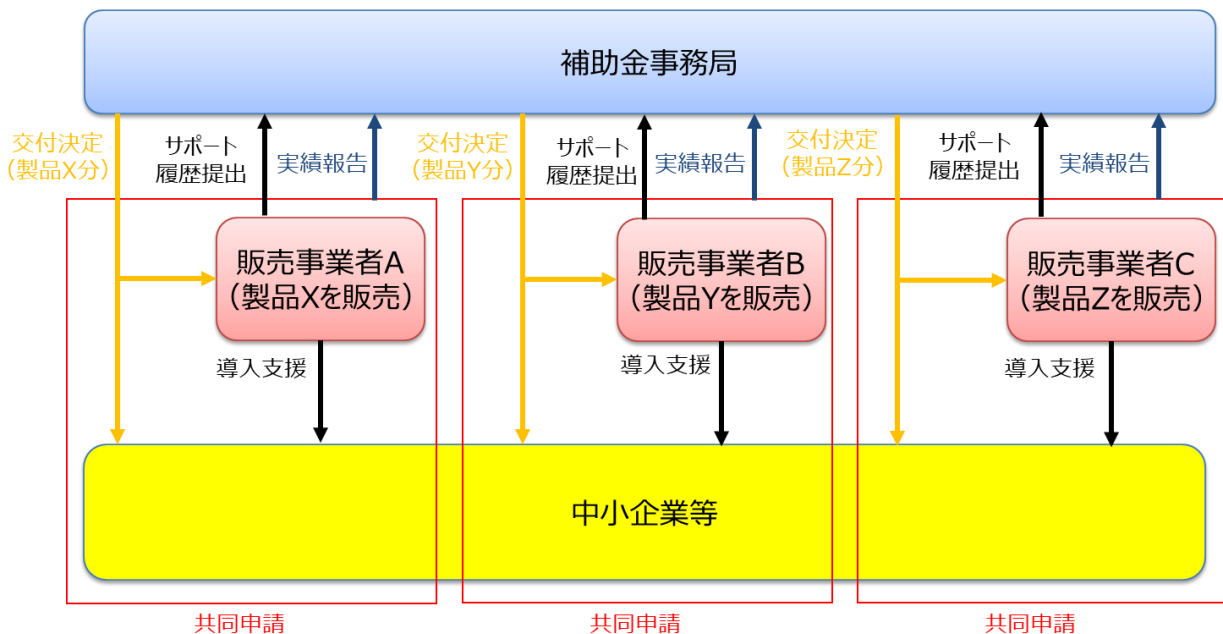 補助金事務局
交付決定
（製品X分）
サポート
履歴提出
実績報告
交付決定
（製品Y分）
サポート
履歴提出
実績報告
交付決定
（製品Z分）
サポート
履歴提出
実績報告
販売事業者A
（製品Xを販売）
販売事業者B
（製品Yを販売）
販売事業者C
（製品Zを販売）
導入支援
導入支援
導入支援
中小企業等
共同申請
共同申請
共同申請